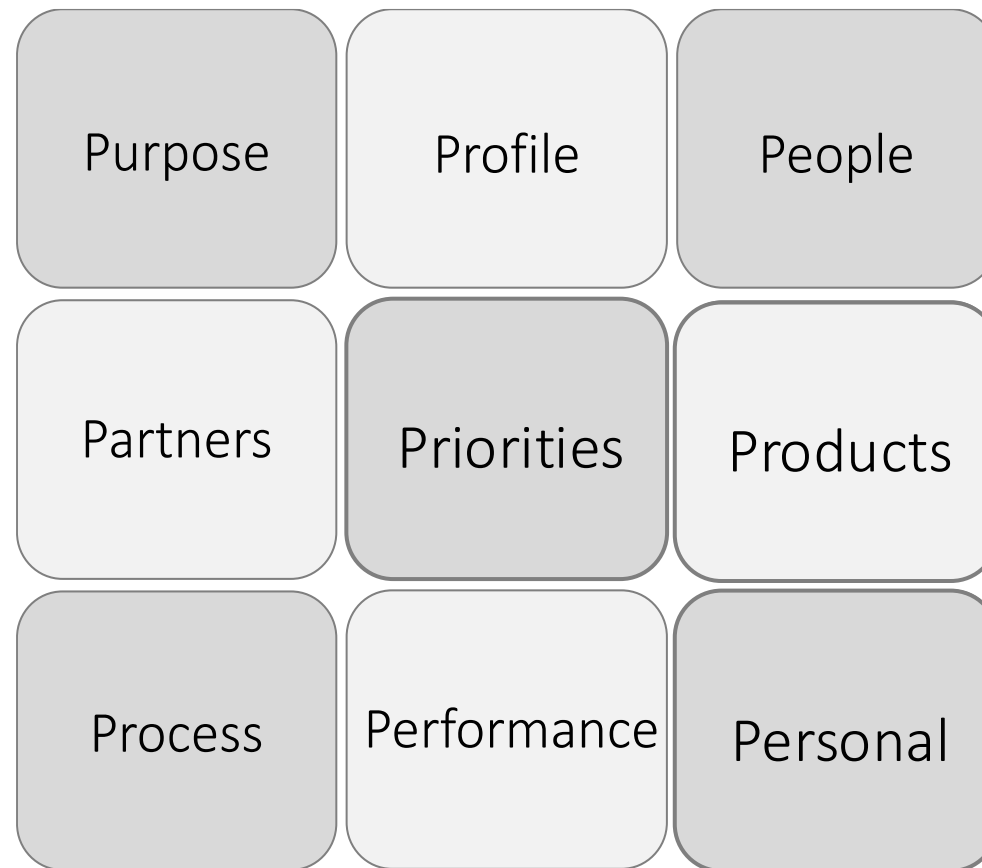 Purpose
Profile
People
Partners
Priorities
Products
Process
Performance
Personal